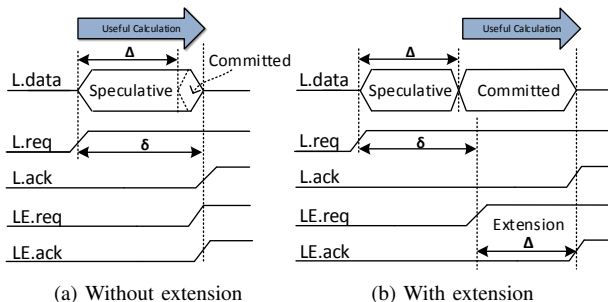 Useful Calculation
Δ
Committed
L.data
Speculative
L.req
δ
L.ack
LE.req
LE.ack
(a) Without extension
Useful Calculation
Δ
L.data
Speculative
Committed
L.req
δ
L.ack
LE.req
Extension
Δ
LE.ack
(b) With extension